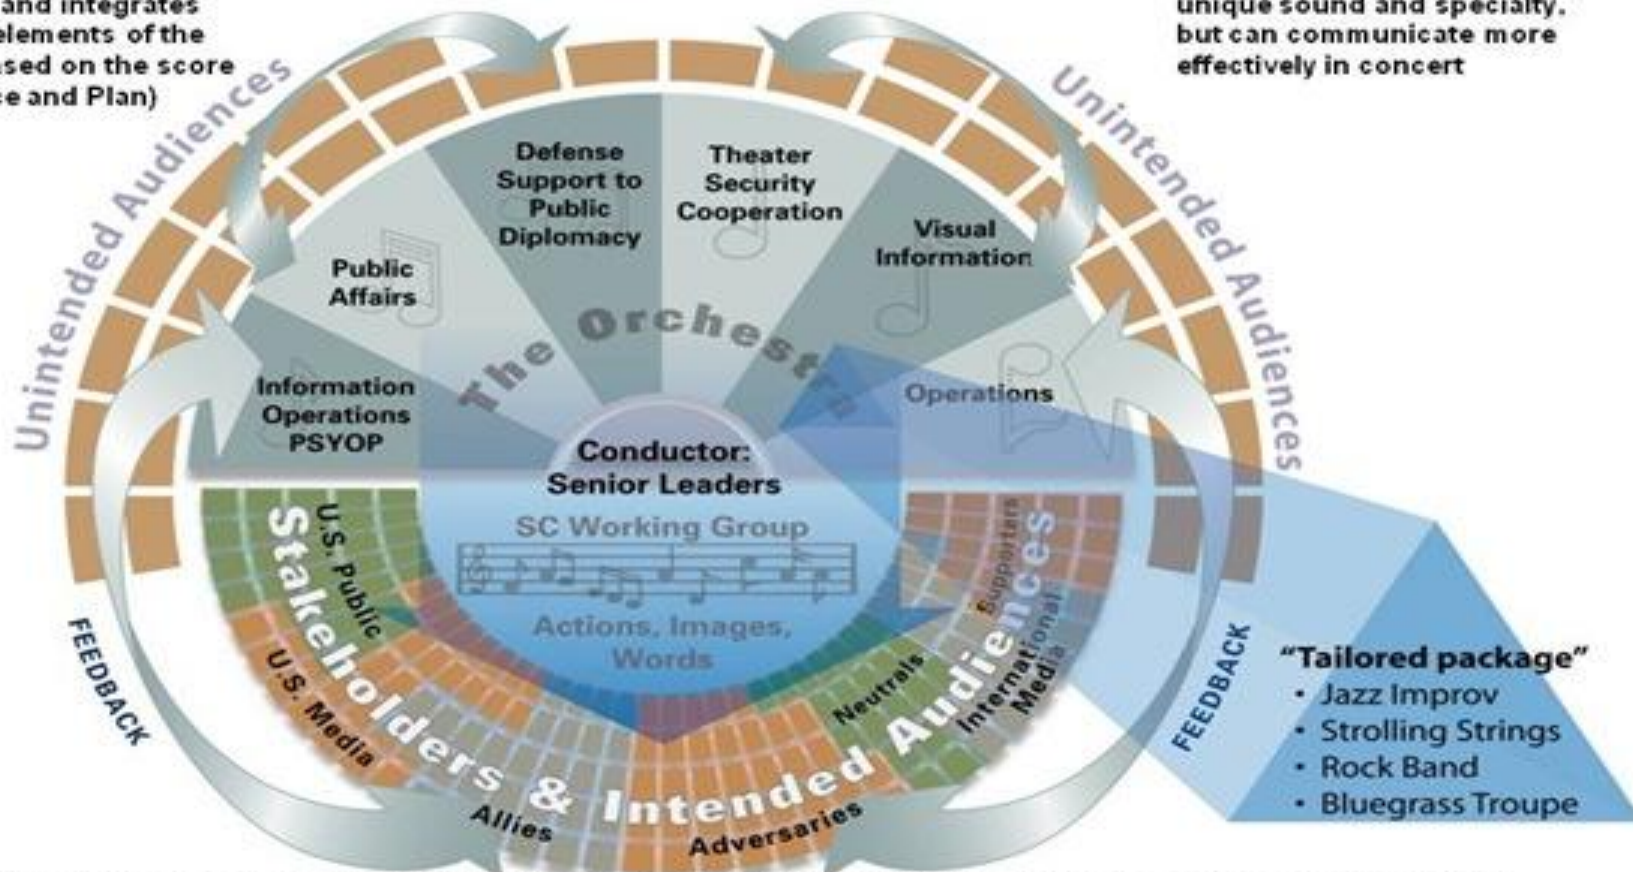 and integrates
elements of the
sed on the score
e and Plan)
unique sound and specialty,
but can communicate more
effectively in concert
Unintended Audiences
Unintended Audiences
Defense
Support to
Public
Diplomacy
Theater
Security
Cooperation
Public
Affairs
Visual
Information
Information
Operations
PSYOP
Operations
The Orchestra
Conductor:
Senior Leaders
SC Working Group
Actions, Images,
Words
Stakeholders & Intended Audiences
U.S. Public
U.S. Media
Allies
Adversaries
Neutrals
International
Media
Supporters
FEEDBACK
FEEDBACK
"Tailored package"
• Jazz Improv
• Strolling Strings
• Rock Band
• Bluegrass Troupe